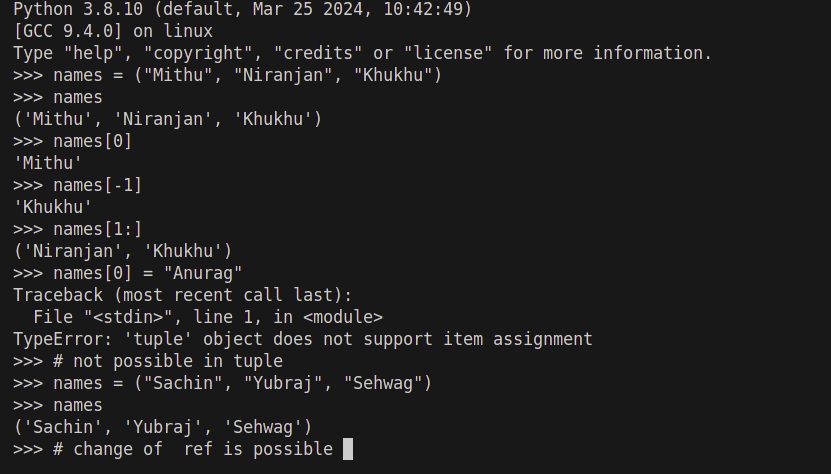 Python 3.8.10 (default, Mar 25 2024, 10:42:49)
[GCC 9.4.0] on linux
Type "help", "copyright", "credits" or "license" for more information.
>>> names = ("Mithu", "Niranjan", "Khukhu")
>>> names
('Mithu', 'Niranjan', 'Khukhu')
>>> names[0]
'Mithu'
>>> names[-1]
'Khukhu'
>>> names[1:]
('Niranjan', 'Khukhu')
>>> names[0] = "Anurag"
Traceback (most recent call last):
  File "<stdin>", line 1, in <module>
TypeError: 'tuple' object does not support item assignment
>>> # not possible in tuple
>>> names = ("Sachin", "Yubraj", "Sehwag")
>>> names
('Sachin', 'Yubraj', 'Sehwag')
>>> # change of  ref is possible